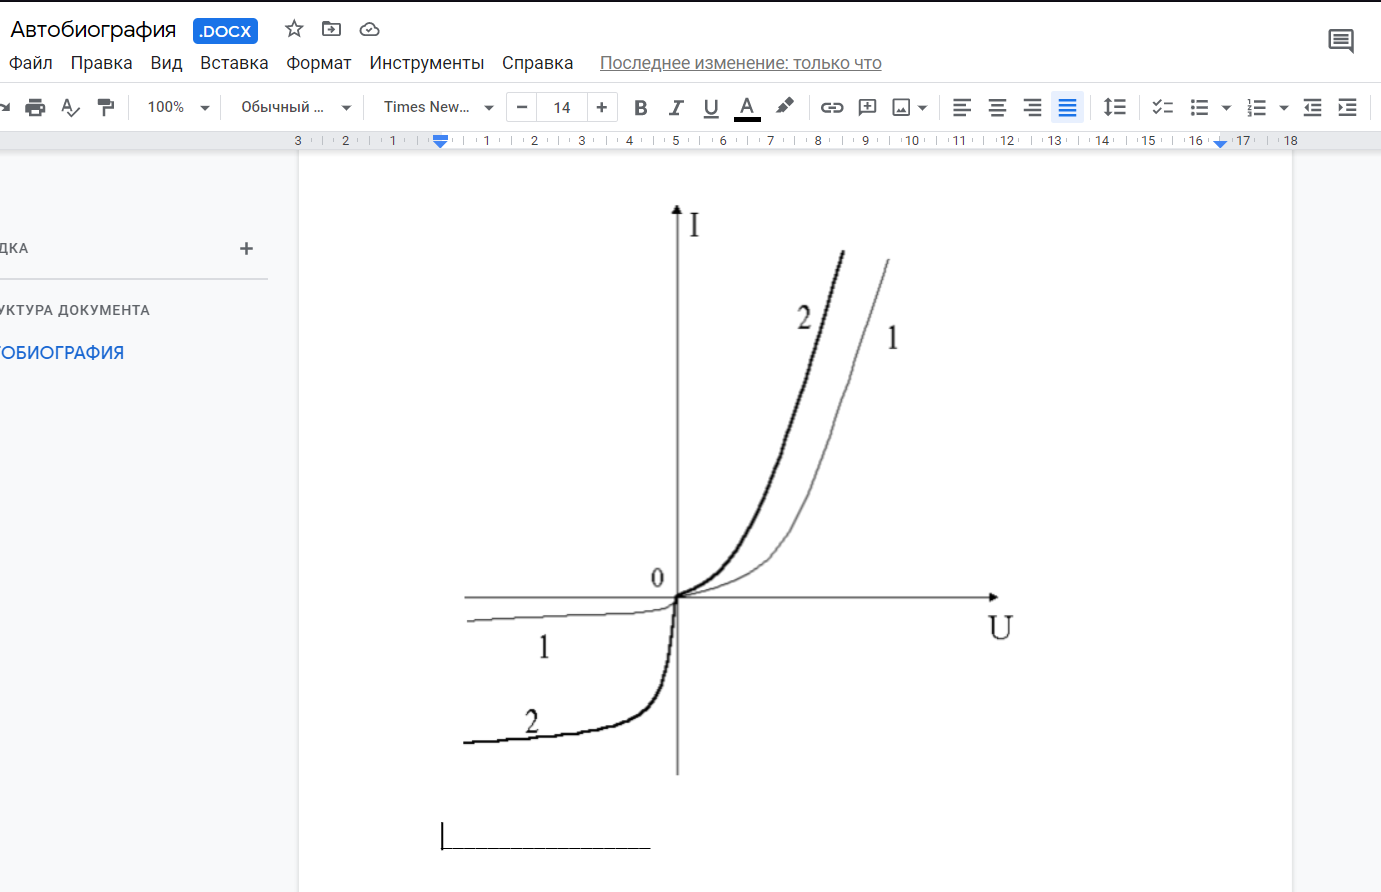 Автобиография .DOCX
Файл Правка Вид Вставка Формат Инструменты Справка Последнее изменение: только что
100% Обычный ... Times New... − 14 + B I U A
3 2 1 1 2 3 4 5 6 7 8 9 10 11 12 13 14 15 16 17 18
ДКА +
УКТУРА ДОКУМЕНТА
ОБИОГРАФИЯ
I
2
1
0
U
1
2